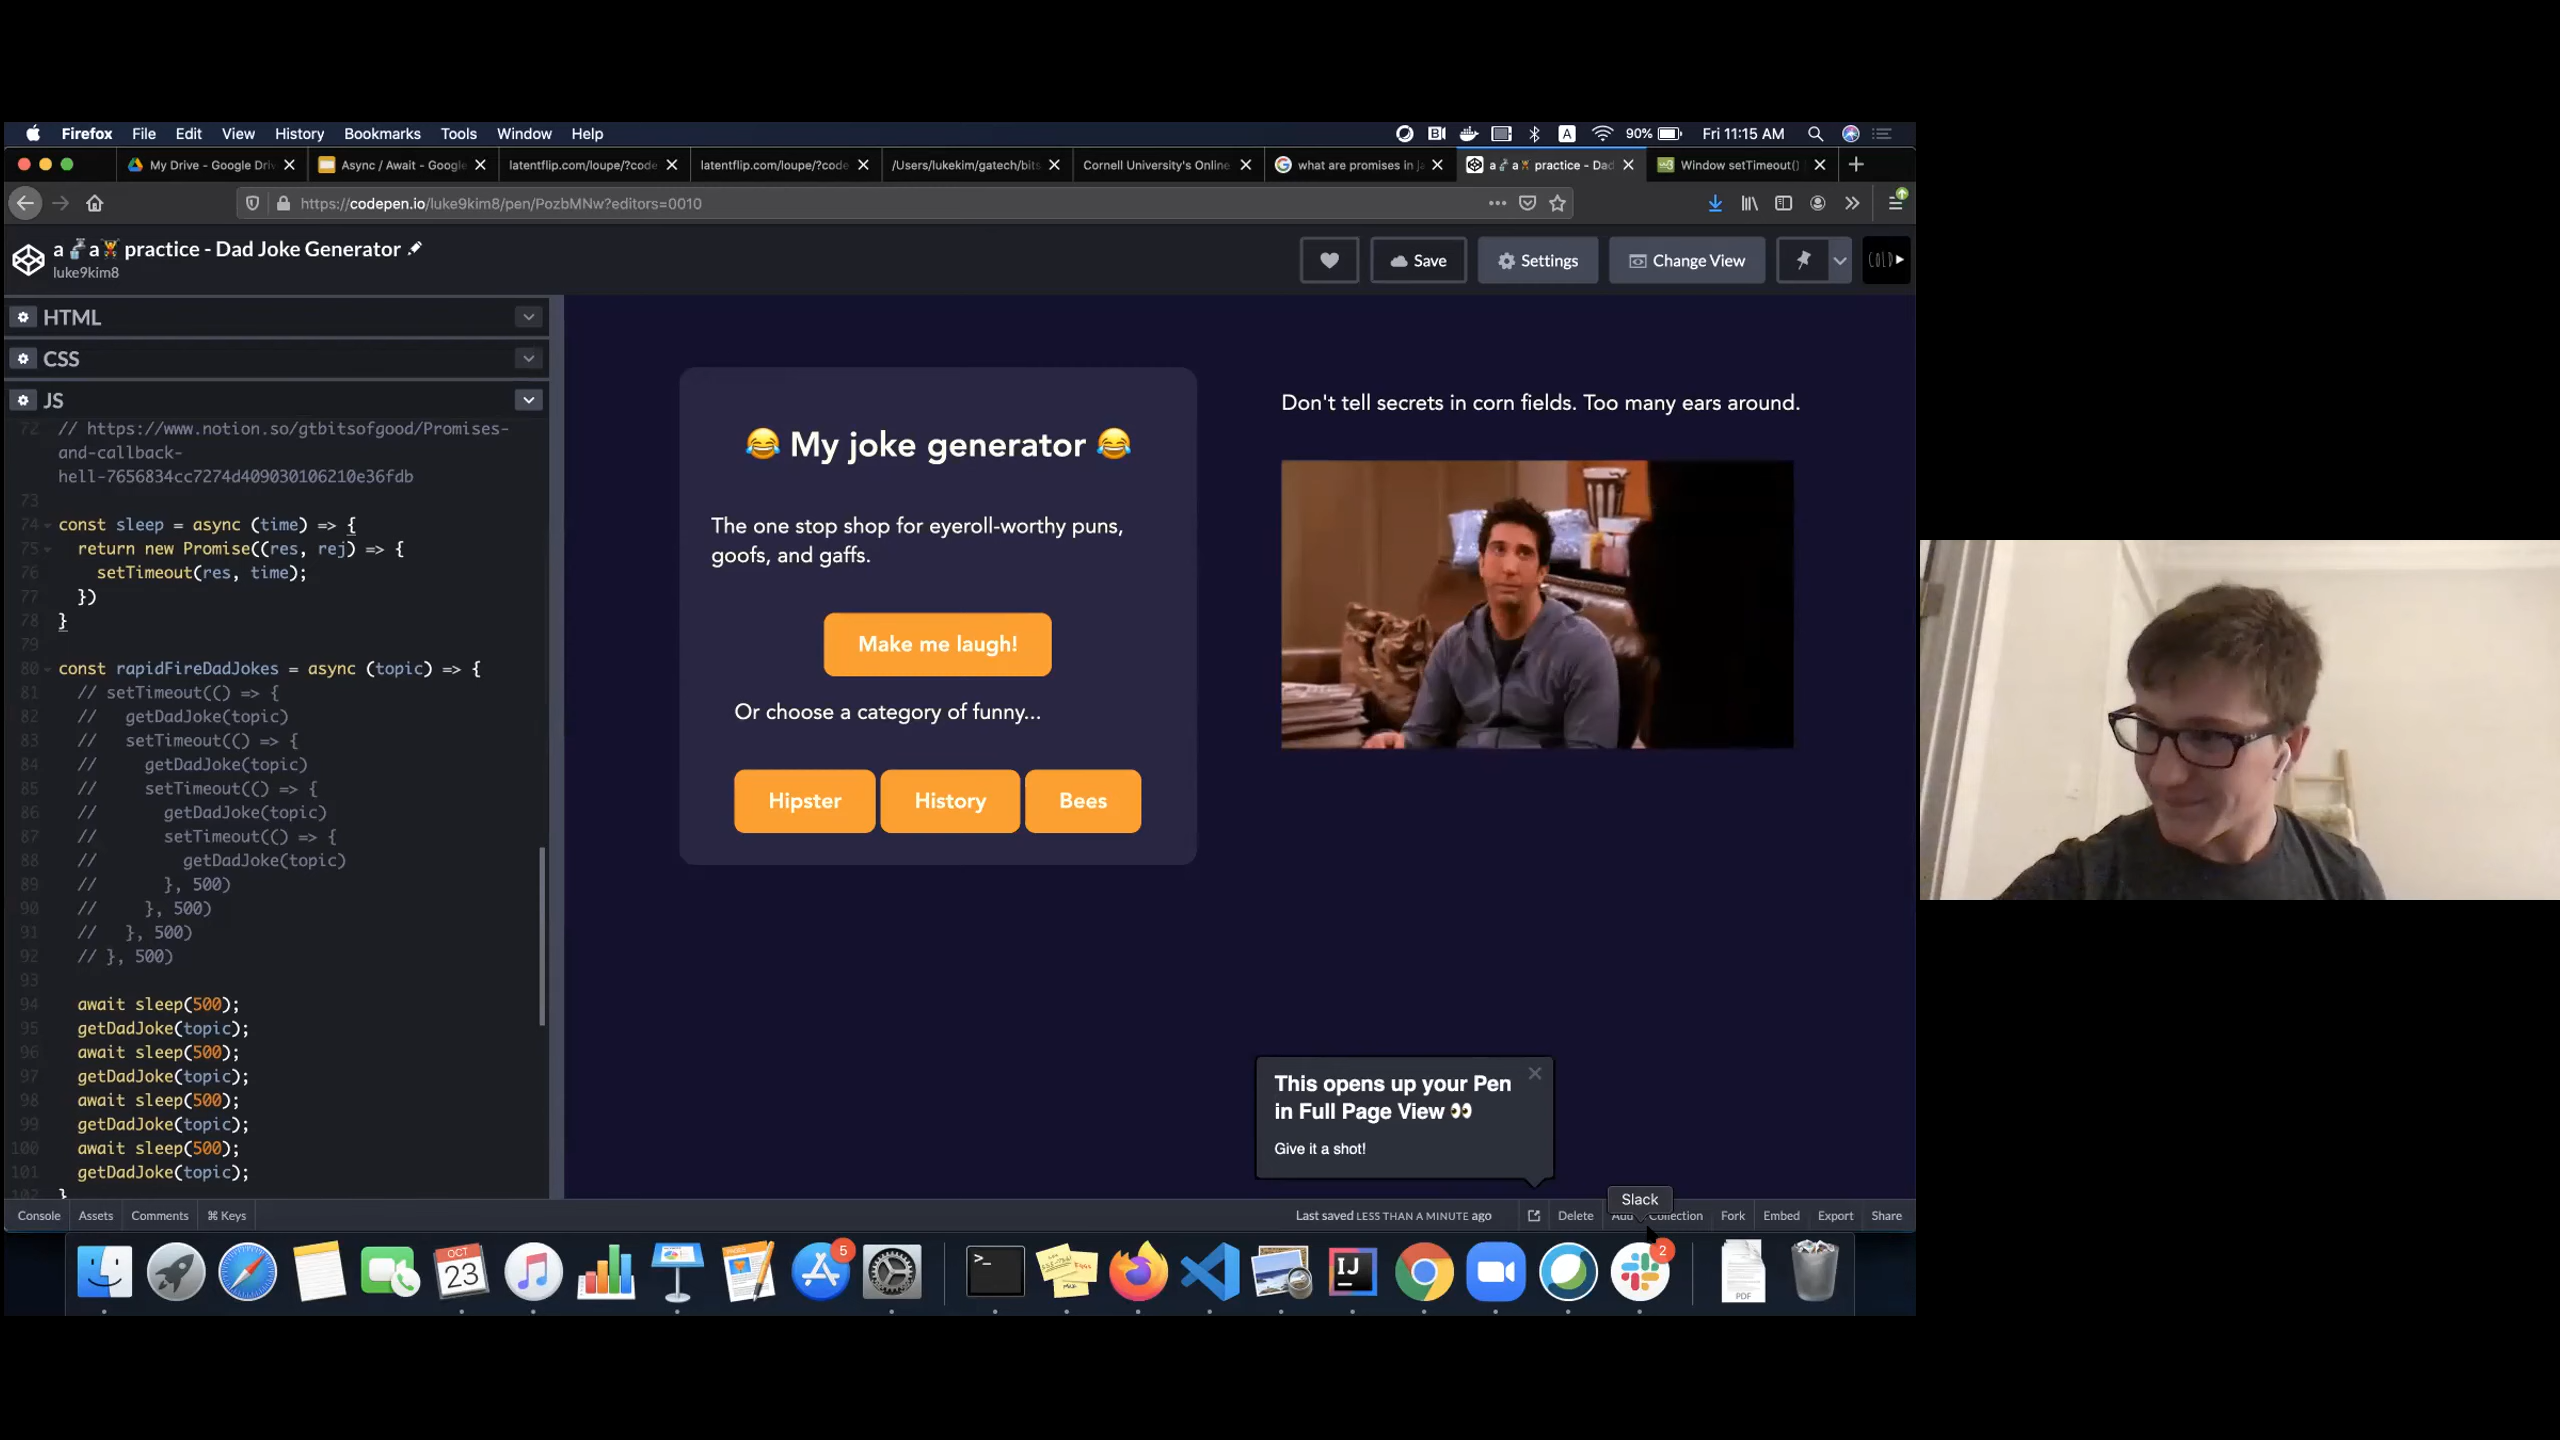 Firefox File Edit View History Bookmarks Tools Window Help 90% Fri 11:15 AM
My Drive - Google Dri Async / Await - Google latentflip.com/loupe/?code latentflip.com/loupe/?code /Users/lukekim/gatech/bits Cornell University's Online what are promises in ja a a practice - Dad Window setTimeout()
https://codepen.io/luke9kim8/pen/PozbMNw?editors=0010
a 🚰 a 🏋 practice - Dad Joke Generator
luke9kim8
Save Settings Change View
HTML
CSS
JS
72 // https://www.notion.so/gtbitsofgood/Promises-
and-callback-
hell-7656834cc7274d409030106210e36fdb
73
74 const sleep = async (time) => {
75 return new Promise((res, rej) => {
76 setTimeout(res, time);
77 })
78 }
79
80 const rapidFireDadJokes = async (topic) => {
81 // setTimeout(() => {
82 // getDadJoke(topic)
83 // setTimeout(() => {
84 // getDadJoke(topic)
85 // setTimeout(() => {
86 // getDadJoke(topic)
87 // setTimeout(() => {
88 // getDadJoke(topic)
89 // }, 500)
90 // }, 500)
91 // }, 500)
92 // }, 500)
93
94 await sleep(500);
95 getDadJoke(topic);
96 await sleep(500);
97 getDadJoke(topic);
98 await sleep(500);
99 getDadJoke(topic);
100 await sleep(500);
101 getDadJoke(topic);
102 }
😂 My joke generator 😂
The one stop shop for eyeroll-worthy puns,
goofs, and gaffs.
Make me laugh!
Or choose a category of funny...
Hipster History Bees
Don't tell secrets in corn fields. Too many ears around.
This opens up your Pen
in Full Page View 👀
Give it a shot!
Slack
Console Assets Comments ⌘ Keys Last saved LESS THAN A MINUTE ago Delete Add Collection Fork Embed Export Share
OCT
23
5
IJ
2
PDF